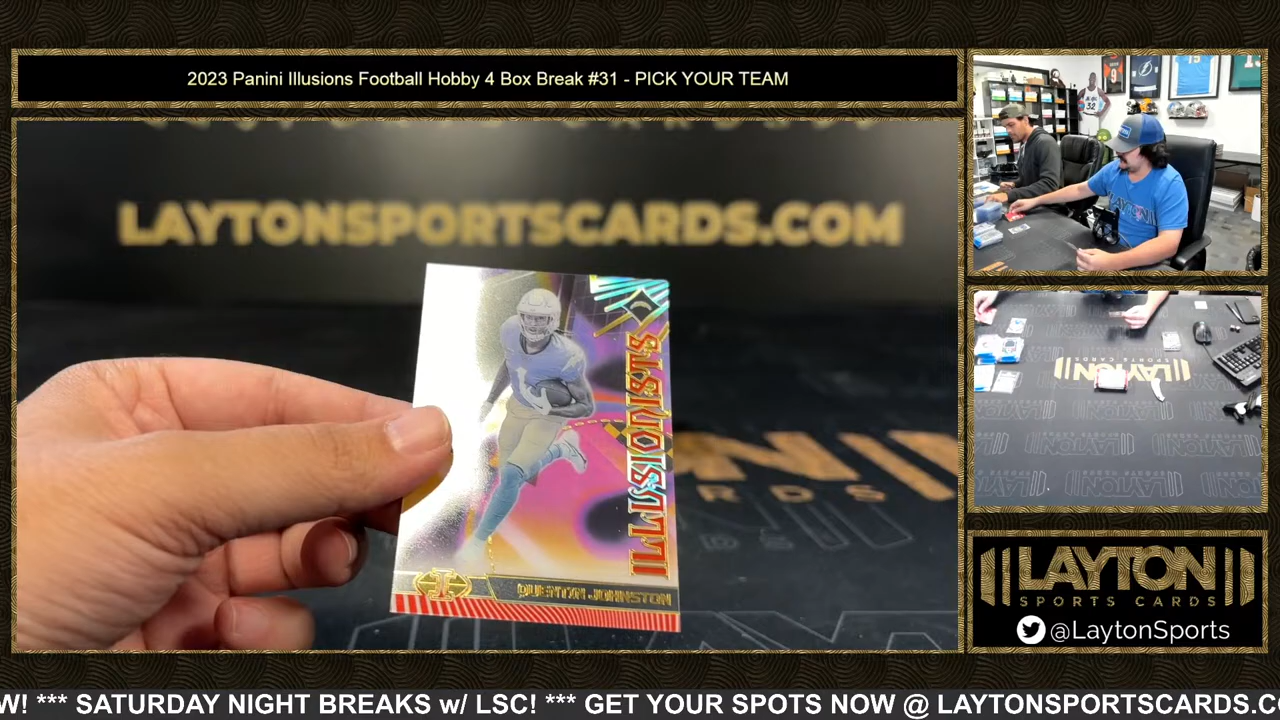 2023 Panini Illusions Football Hobby 4 Box Break #31 - PICK YOUR TEAM
LAYTONSPORTSCARDS.COM
ILLUSIONISTS
QUENTIN JOHNSTON
LAYTON
LAYTON
SPORTS CARDS
@LaytonSports
W! *** SATURDAY NIGHT BREAKS w/ LSC! *** GET YOUR SPOTS NOW @ LAYTONSPORTSCARDS.C